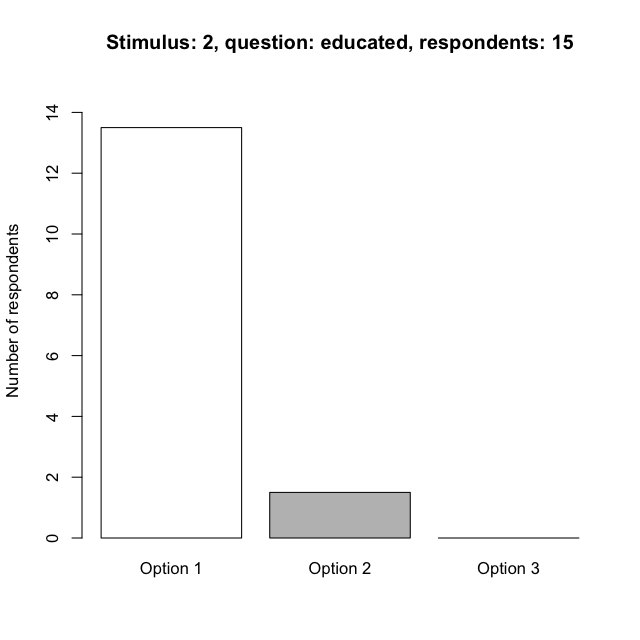 Stimulus: 2, question: educated, respondents: 15
Number of respondents
14
12
10
8
6
4
2
0
Option 1 Option 2 Option 3